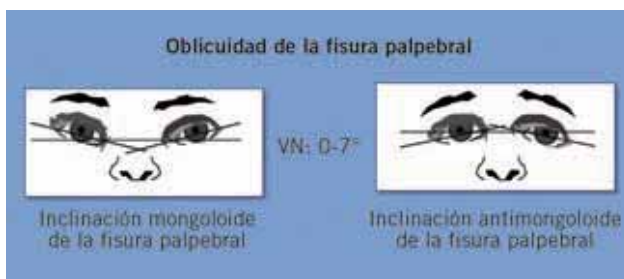 Oblicuidad de la fisura palpebral
VN: 0-7°
Inclinación mongoloide
de la fisura palpebral
Inclinación antimongoloide
de la fisura palpebral